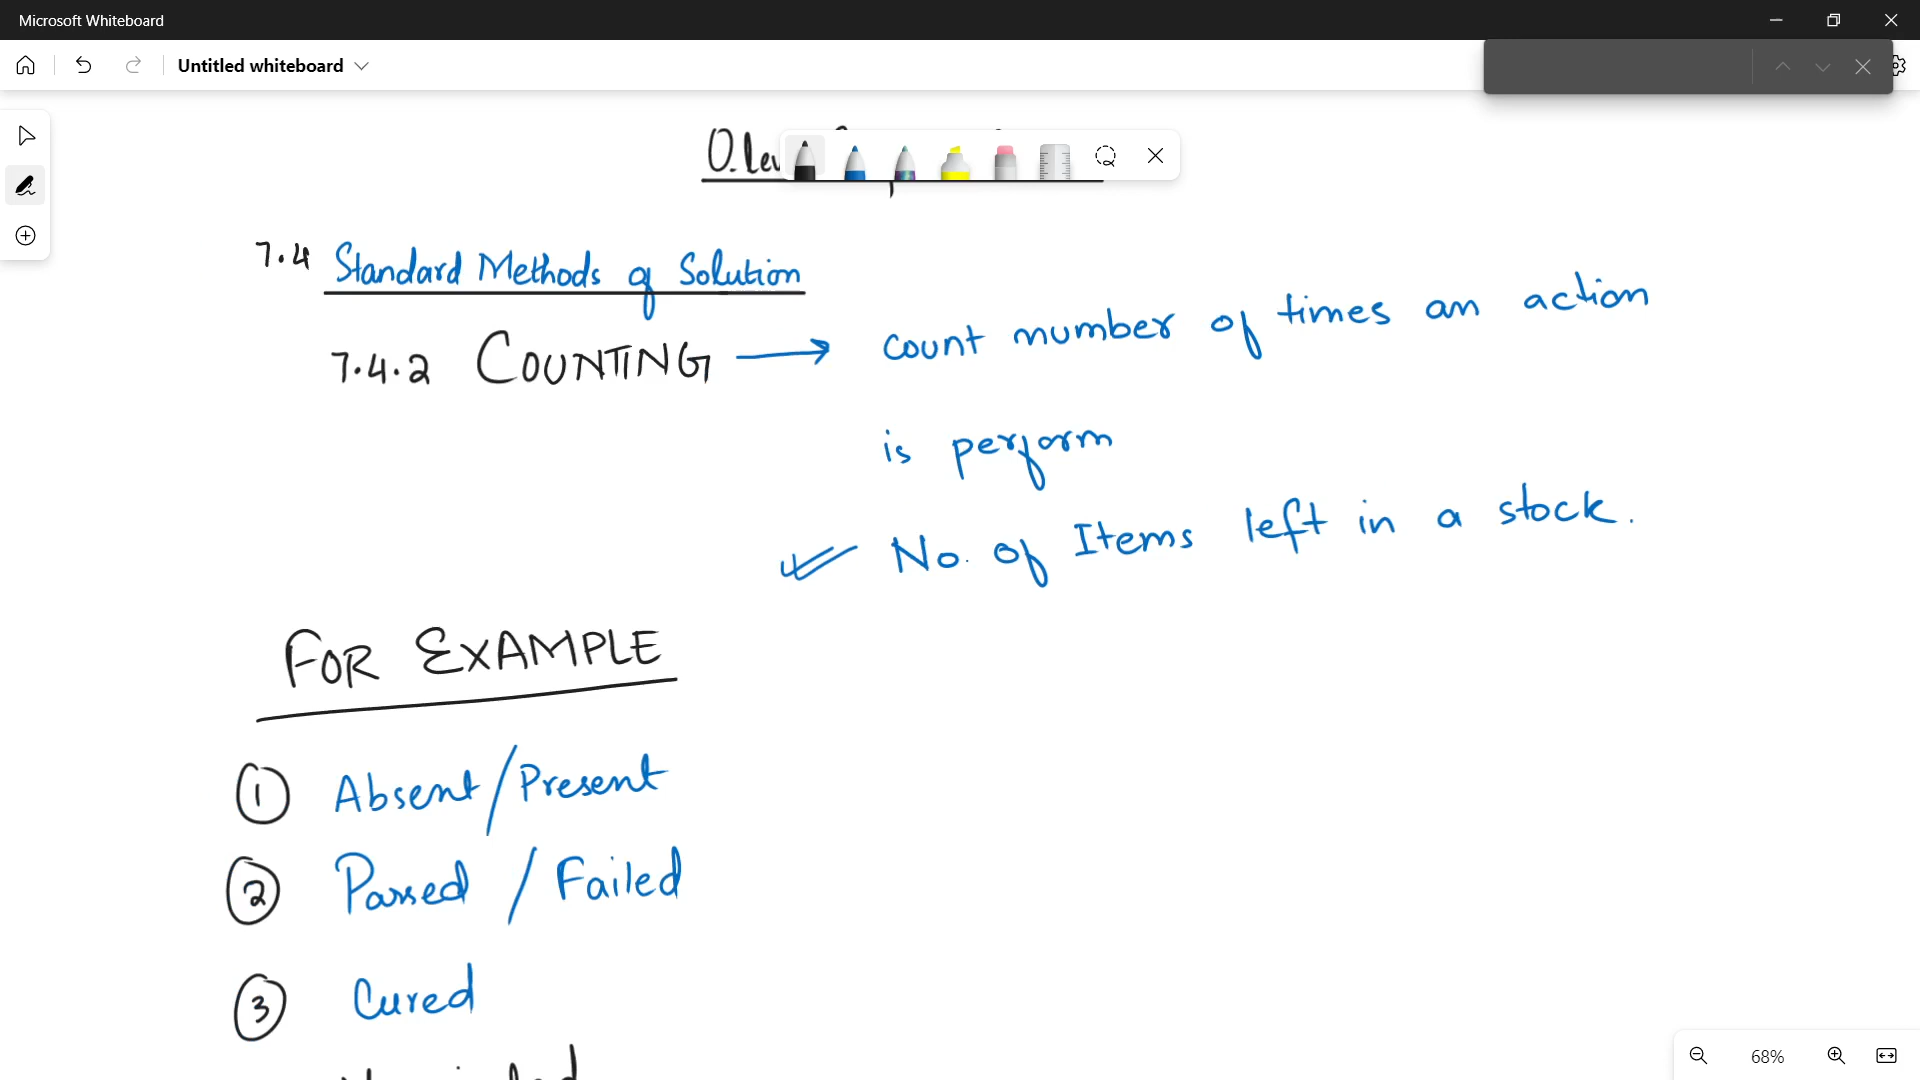 Microsoft Whiteboard
Untitled whiteboard
O.lev
7.4 Standard Methods of Solution
7.4.2 COUNTING → count number of times an action
is perform
✓ No. of Items left in a stock.
FOR EXAMPLE
① Absent/Present
② Passed / Failed
③ Cured
68%